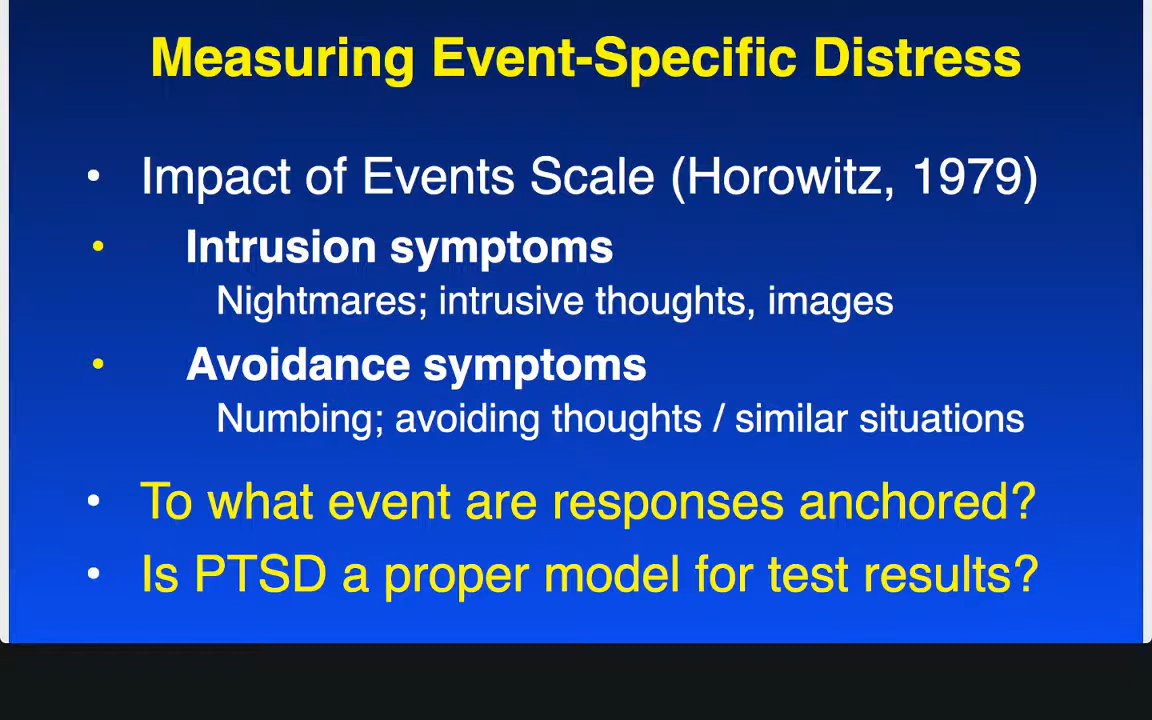 Measuring Event-Specific Distress
• Impact of Events Scale (Horowitz, 1979)
• Intrusion symptoms
Nightmares; intrusive thoughts, images
• Avoidance symptoms
Numbing; avoiding thoughts / similar situations
• To what event are responses anchored?
• Is PTSD a proper model for test results?